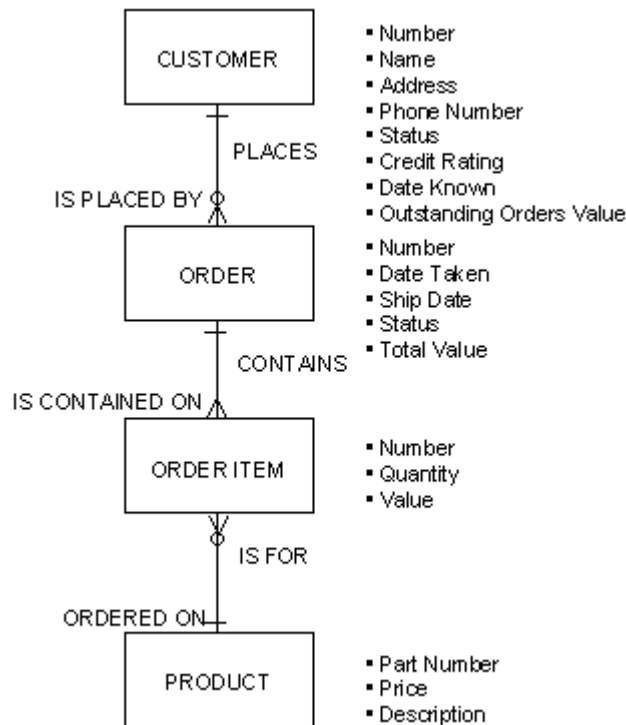 CUSTOMER
▪ Number
▪ Name
▪ Address
▪ Phone Number
▪ Status
▪ Credit Rating
▪ Date Known
▪ Outstanding Orders Value
PLACES
IS PLACED BY
ORDER
▪ Number
▪ Date Taken
▪ Ship Date
▪ Status
▪ Total Value
CONTAINS
IS CONTAINED ON
ORDER ITEM
▪ Number
▪ Quantity
▪ Value
IS FOR
ORDERED ON
PRODUCT
▪ Part Number
▪ Price
▪ Description